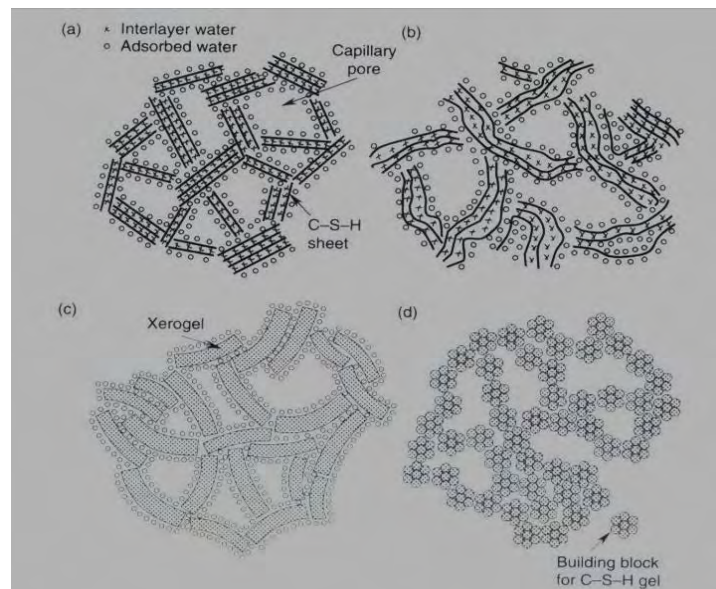 (a)
x Interlayer water
o Adsorbed water
Capillary
pore
C–S–H
sheet
(b)
(c)
Xerogel
(d)
Building block
for C–S–H gel